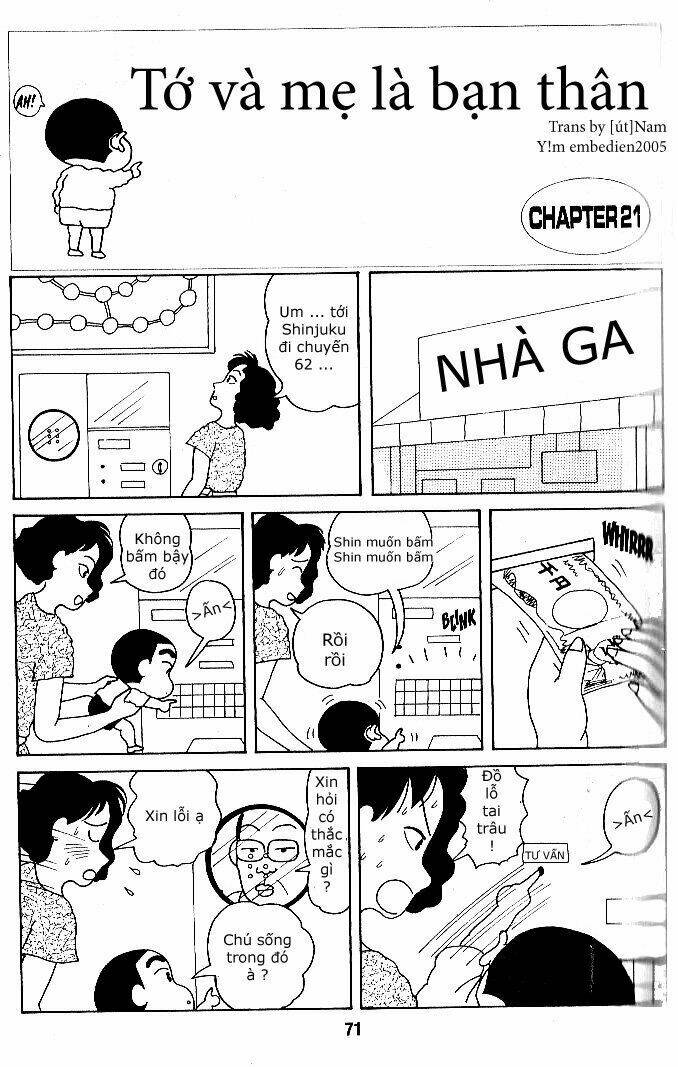 AH!
Tớ và mẹ là bạn thân
Trans by [út]Nam
Y!m embedien2005
CHAPTER 21
Um ... tới
Shinjuku
đi chuyến
62 ...
NHÀ GA
Không
bấm bậy
đó
>Ấn<
Shin muốn bấm
Shin muốn bấm
Rồi
rồi
BLINK
WHIRRR
千円
Xin lỗi ạ
Xin
hỏi
có
thắc
mắc
gì
?
Chú sống
trong đó
à ?
Đồ
lỗ
tai
trâu
!
TƯ VẤN
>Ấn<
71